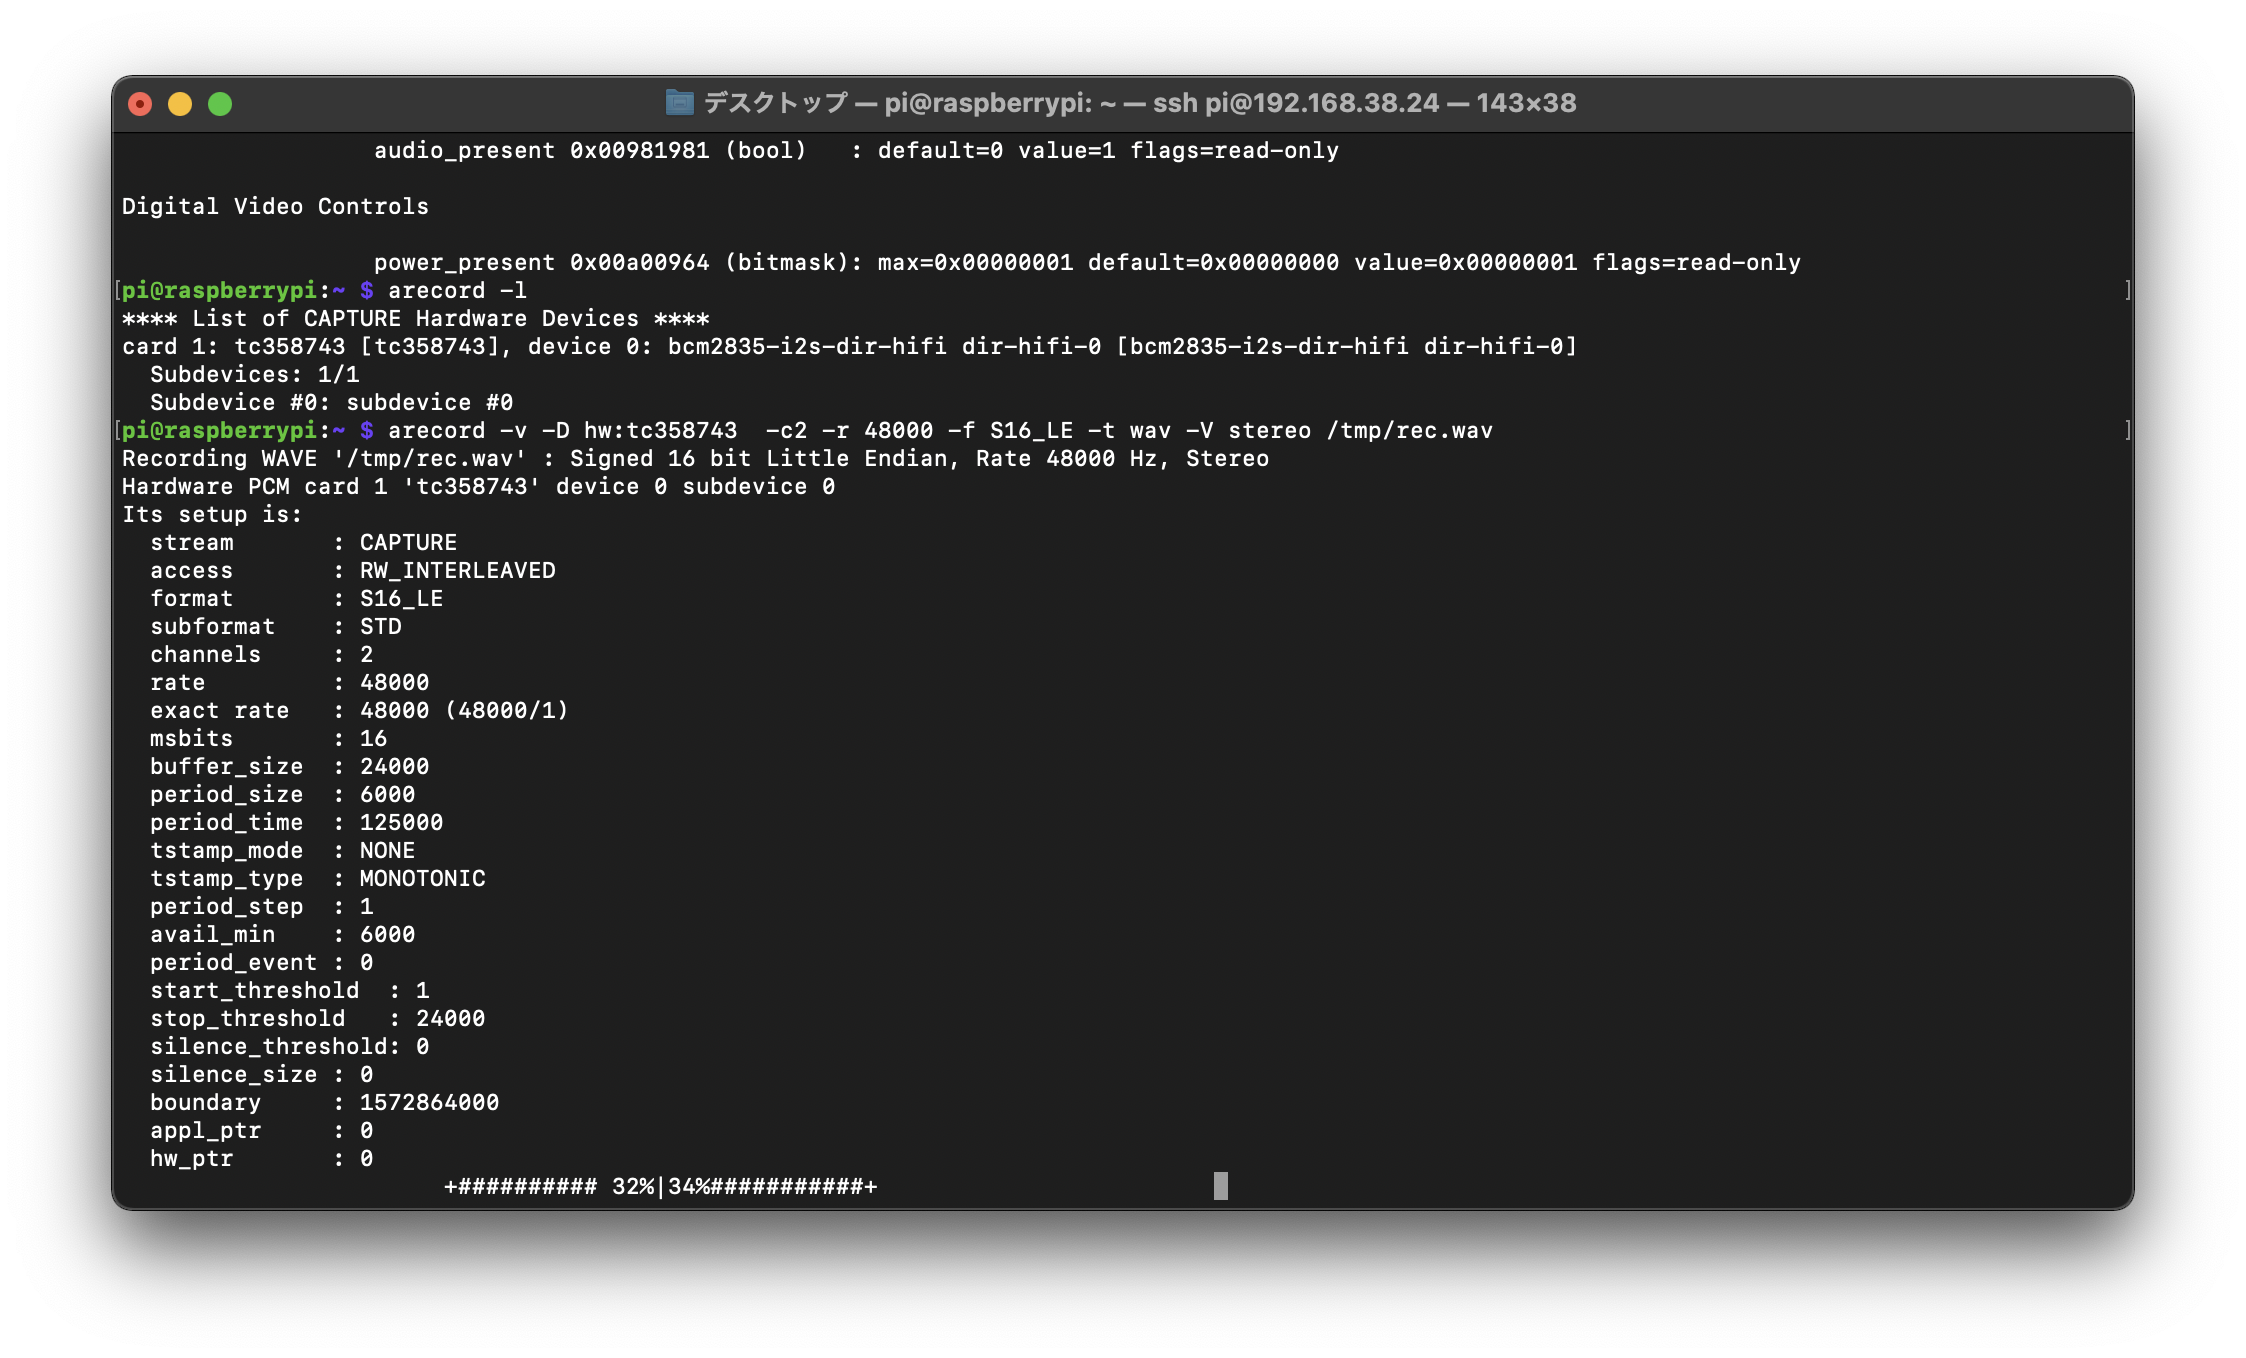 デスクトップ — pi@raspberrypi: ~ — ssh pi@192.168.38.24 — 143×38
                  audio_present 0x00981981 (bool)   : default=0 value=1 flags=read-only
Digital Video Controls
                  power_present 0x00a00964 (bitmask): max=0x00000001 default=0x00000000 value=0x00000001 flags=read-only
[pi@raspberrypi:~ $ arecord -l ]
**** List of CAPTURE Hardware Devices ****
card 1: tc358743 [tc358743], device 0: bcm2835-i2s-dir-hifi dir-hifi-0 [bcm2835-i2s-dir-hifi dir-hifi-0]
  Subdevices: 1/1
  Subdevice #0: subdevice #0
[pi@raspberrypi:~ $ arecord -v -D hw:tc358743  -c2 -r 48000 -f S16_LE -t wav -V stereo /tmp/rec.wav ]
Recording WAVE '/tmp/rec.wav' : Signed 16 bit Little Endian, Rate 48000 Hz, Stereo
Hardware PCM card 1 'tc358743' device 0 subdevice 0
Its setup is:
  stream       : CAPTURE
  access       : RW_INTERLEAVED
  format       : S16_LE
  subformat    : STD
  channels     : 2
  rate         : 48000
  exact rate   : 48000 (48000/1)
  msbits       : 16
  buffer_size  : 24000
  period_size  : 6000
  period_time  : 125000
  tstamp_mode  : NONE
  tstamp_type  : MONOTONIC
  period_step  : 1
  avail_min    : 6000
  period_event : 0
  start_threshold  : 1
  stop_threshold   : 24000
  silence_threshold: 0
  silence_size : 0
  boundary     : 1572864000
  appl_ptr     : 0
  hw_ptr       : 0
                       +########## 32%|34%###########+